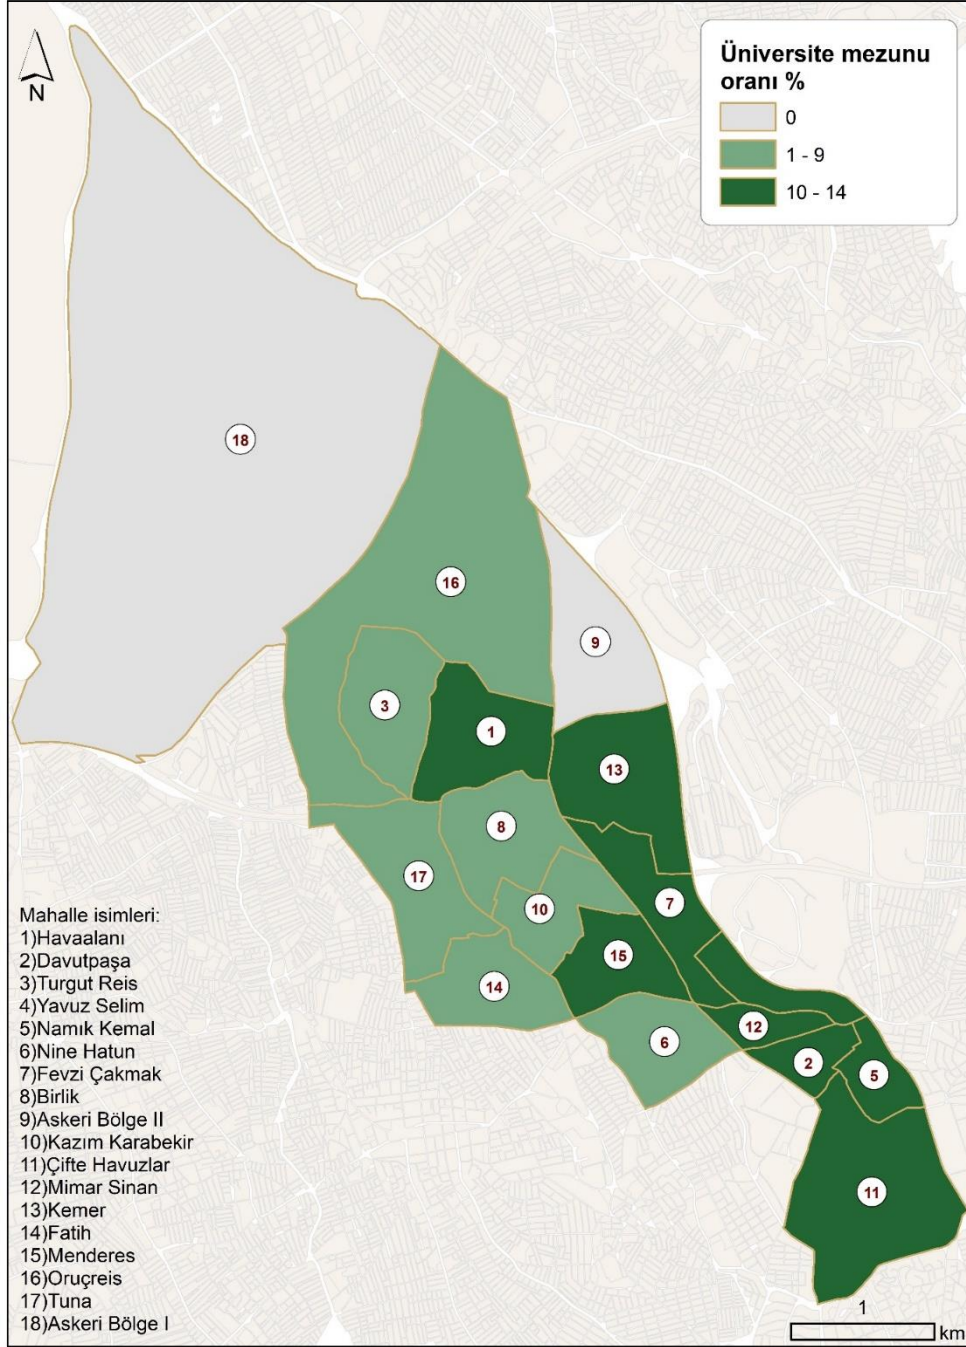 N
Üniversite mezunu
oranı %
0
1 - 9
10 - 14
18
16
9
3
1
13
8
17
7
10
15
14
12
6
2
5
11
Mahalle isimleri:
1)Havaalanı
2)Davutpaşa
3)Turgut Reis
4)Yavuz Selim
5)Namık Kemal
6)Nine Hatun
7)Fevzi Çakmak
8)Birlik
9)Askeri Bölge II
10)Kazım Karabekir
11)Çifte Havuzlar
12)Mimar Sinan
13)Kemer
14)Fatih
15)Menderes
16)Oruçreis
17)Tuna
18)Askeri Bölge I
1
km